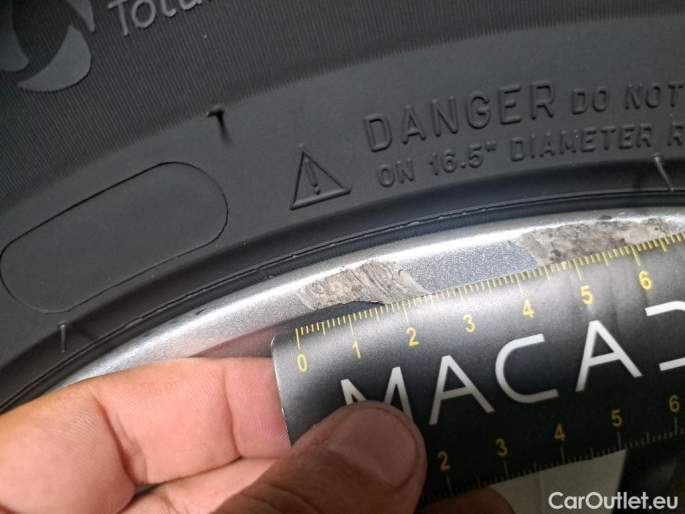 DANGER DO NOT
ON 16.5" DIAMETER
0 1 2 3 4 5 6
MACAD
2 3 4 5 6
CarOutlet.eu